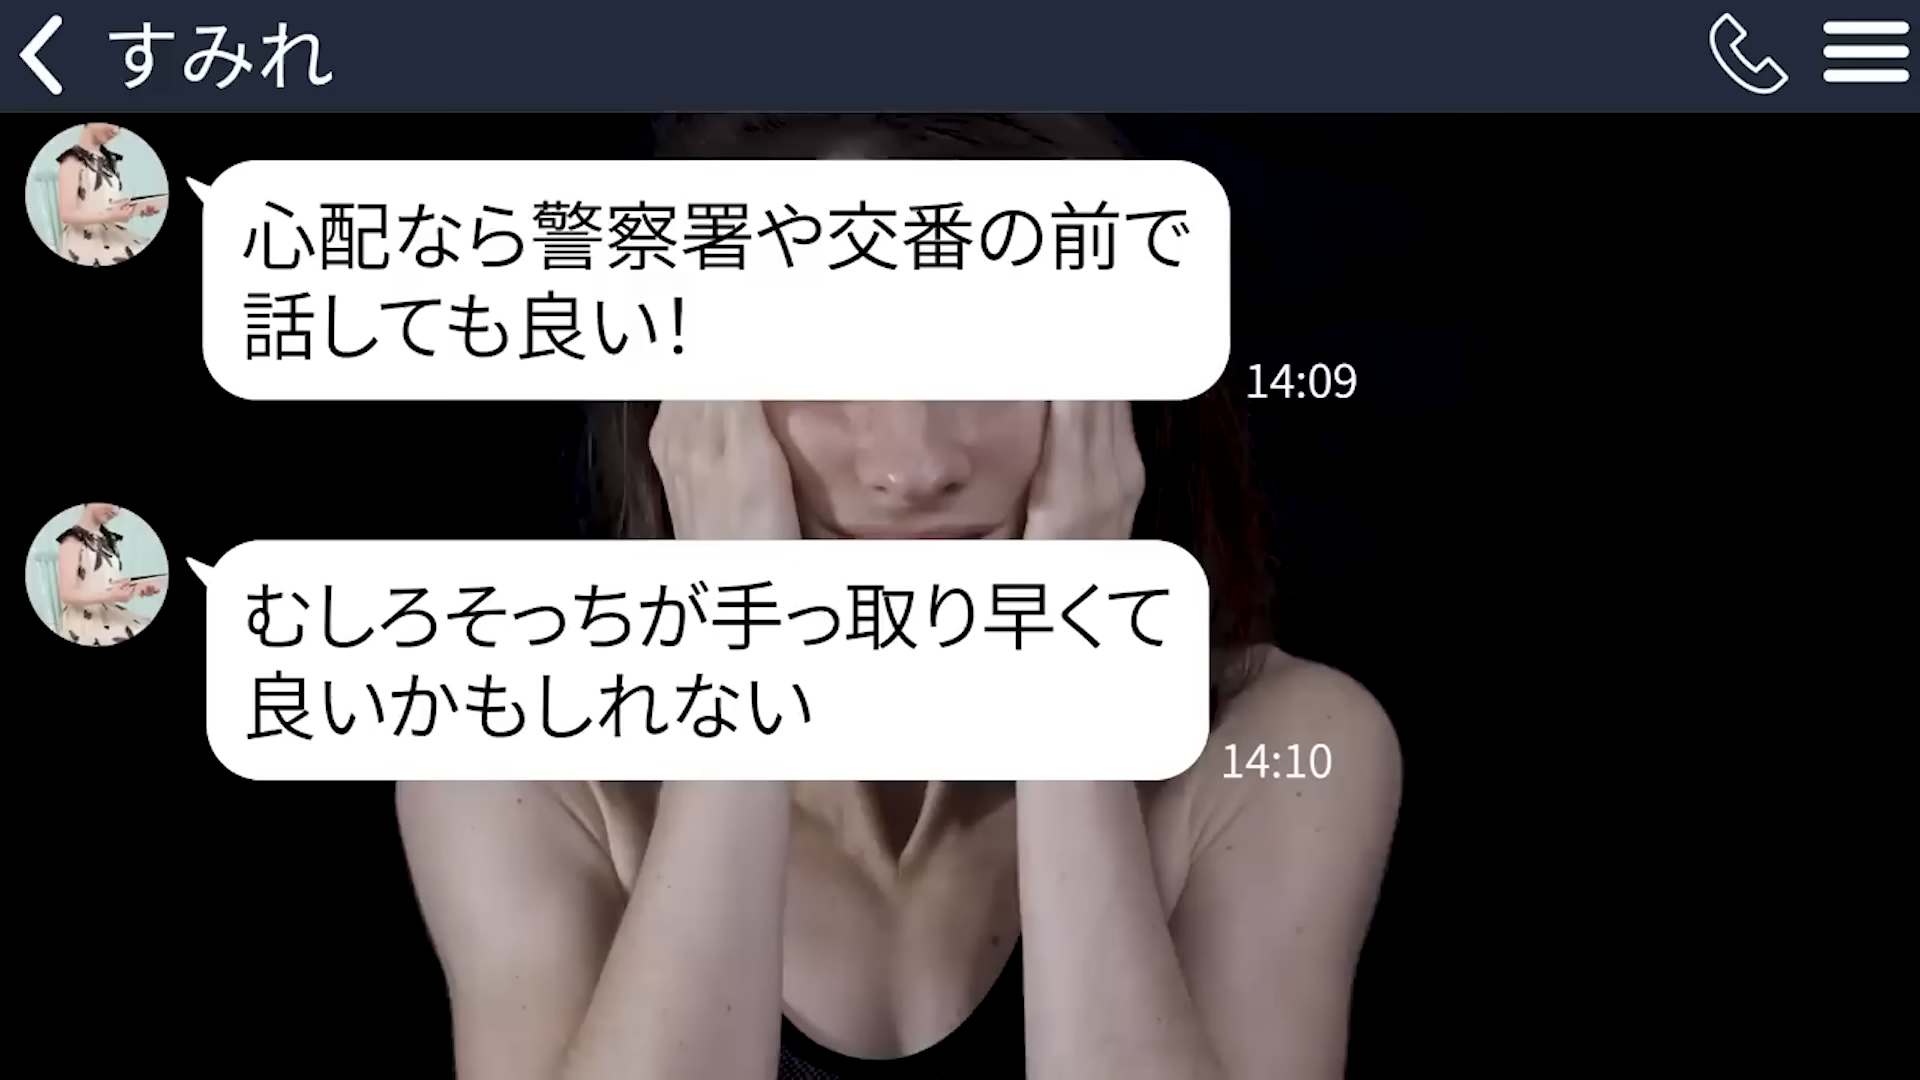 すみれ
心配なら警察署や交番の前で
話しても良い！
14:09
むしろそっちが手っ取り早くて
良いかもしれない
14:10